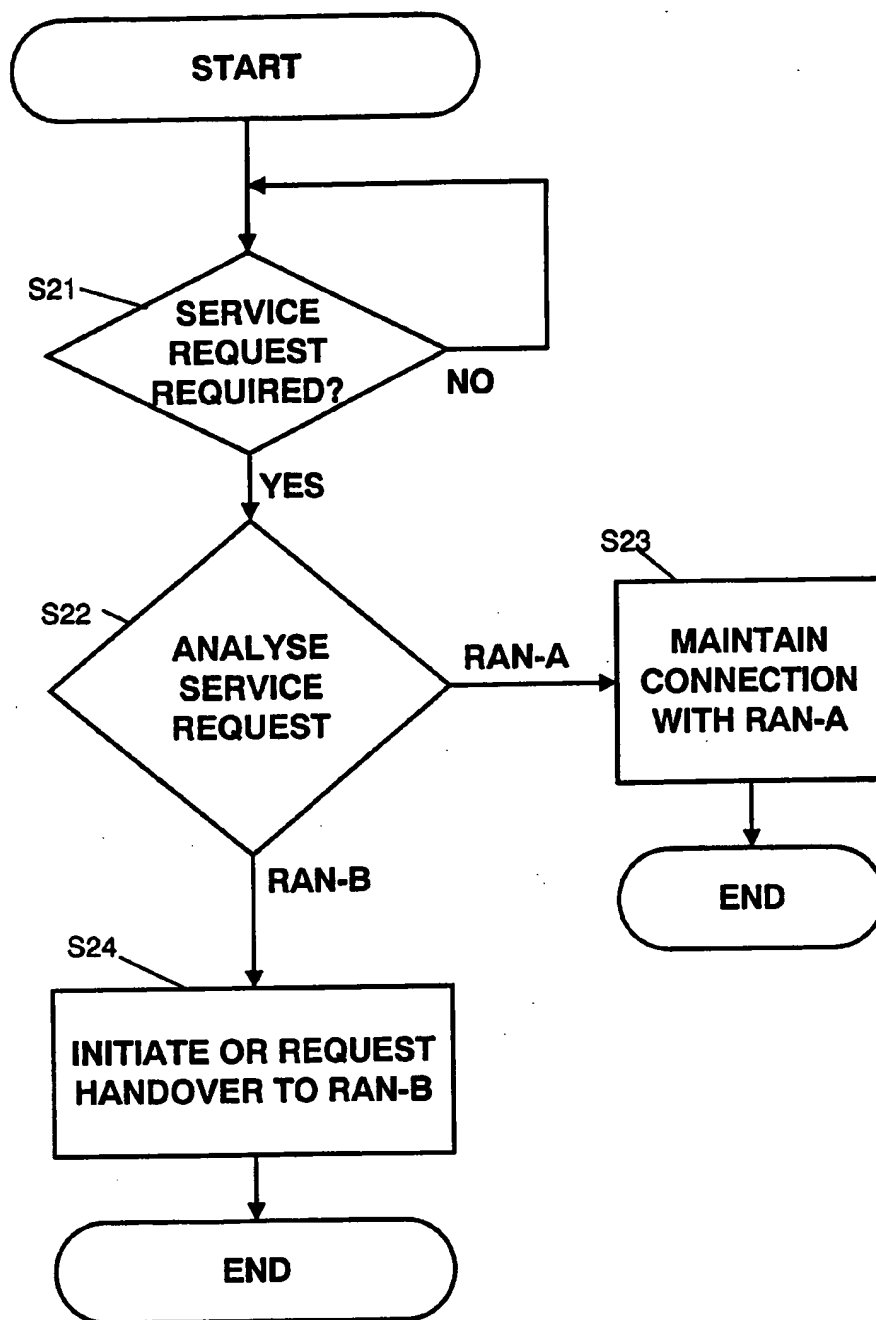 START
S21
SERVICE
REQUEST
REQUIRED?
NO
YES
S22
ANALYSE
SERVICE
REQUEST
RAN-A
S23
MAINTAIN
CONNECTION
WITH RAN-A
END
RAN-B
S24
INITIATE OR REQUEST
HANDOVER TO RAN-B
END